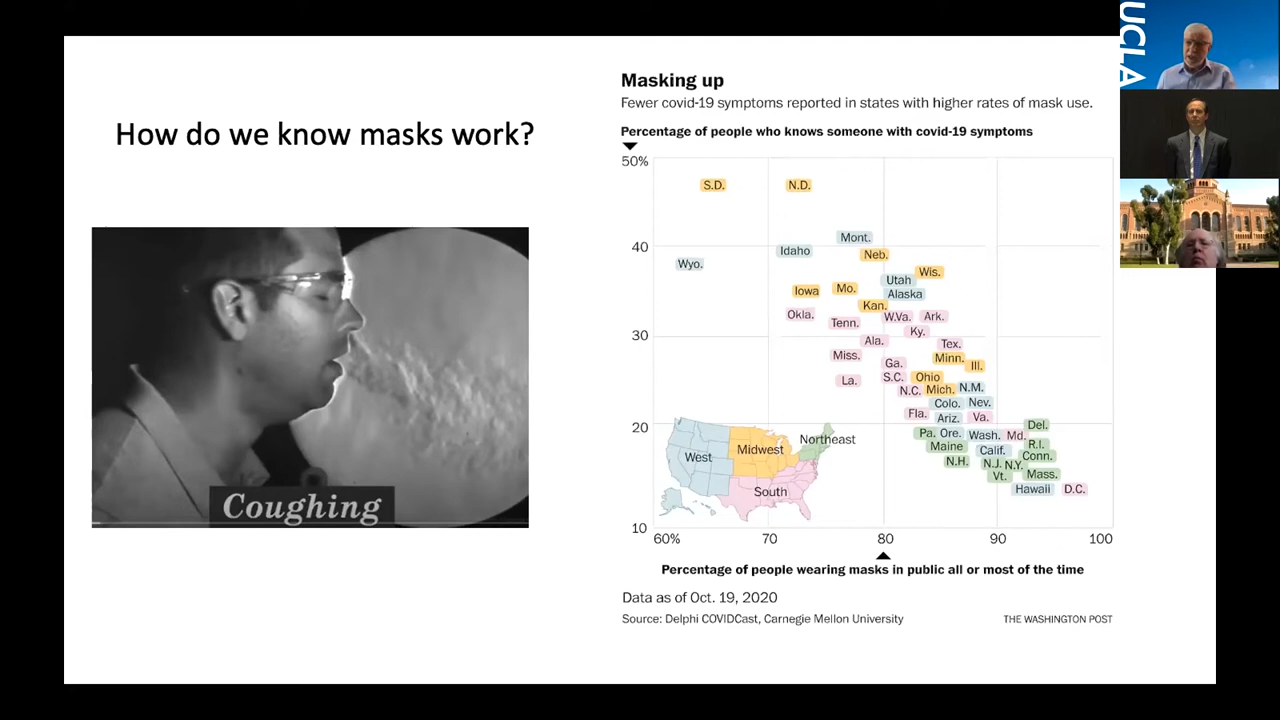 How do we know masks work?
Coughing
Masking up
Fewer covid-19 symptoms reported in states with higher rates of mask use.
Percentage of people who knows someone with covid-19 symptoms
50%
S.D. N.D.
Mont.
40
Idaho
Neb.
Wyo.
Wis.
Utah
Iowa Mo.
Alaska
Kan.
Okla.
W.Va. Ark.
Tenn.
Ky.
30
Ala.
Tex.
Miss.
Minn.
Ga.
Ill.
La.
S.C. Ohio
N.C. Mich. N.M.
Colo. Nev.
Fla.
Ariz. Va.
20
Del.
Pa. Ore. Wash. Md.
Northeast
Maine
R.I.
Midwest
Calif.
West
Conn.
N.H.
N.J. N.Y.
Vt.
Mass.
South
Hawaii D.C.
10
60% 70 80 90 100
Percentage of people wearing masks in public all or most of the time
Data as of Oct. 19, 2020
Source: Delphi COVIDCast, Carnegie Mellon University
THE WASHINGTON POST
UCLA